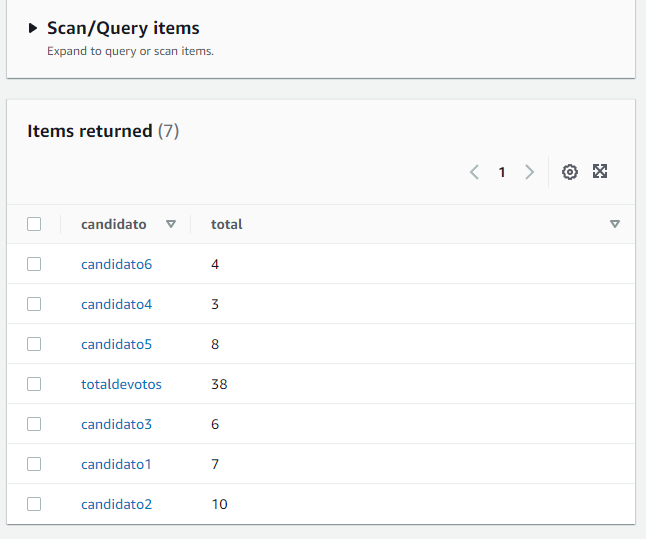 Scan/Query items
Expand to query or scan items.
Items returned (7)
1
candidato total
candidato6 4
candidato4 3
candidato5 8
totaldevotos 38
candidato3 6
candidato1 7
candidato2 10